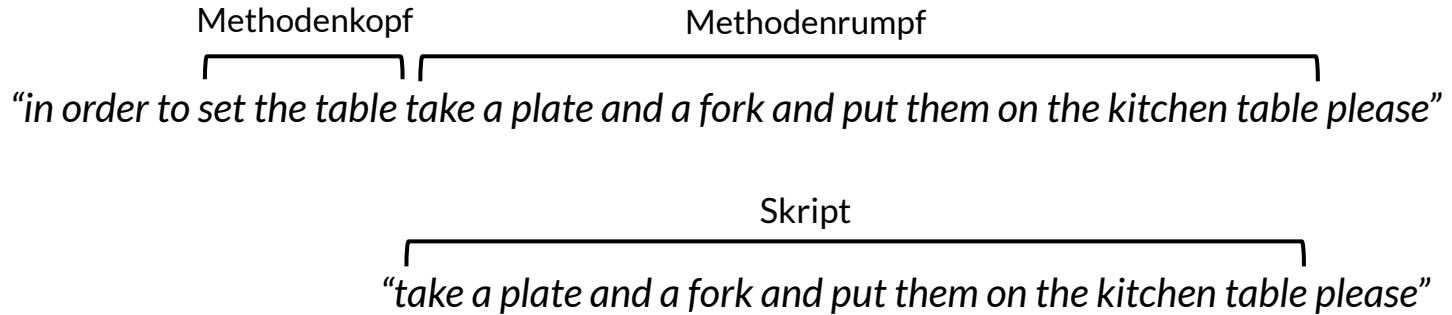 Methodenkopf Methodenrumpf
“in order to set the table take a plate and a fork and put them on the kitchen table please”
Skript
“take a plate and a fork and put them on the kitchen table please”